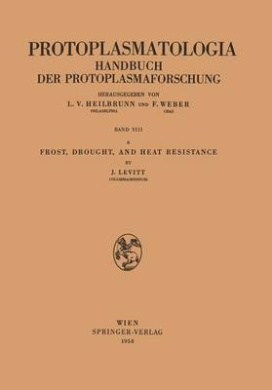 PROTOPLASMATOLOGIA
HANDBUCH
DER PROTOPLASMAFORSCHUNG
HERAUSGEGEBEN VON
L. V. HEILBRUNN UND F. WEBER
PHILADELPHIA GRAZ
BAND VIII
6
FROST, DROUGHT, AND HEAT RESISTANCE
BY
J. LEVITT
WIEN
SPRINGER-VERLAG
1958